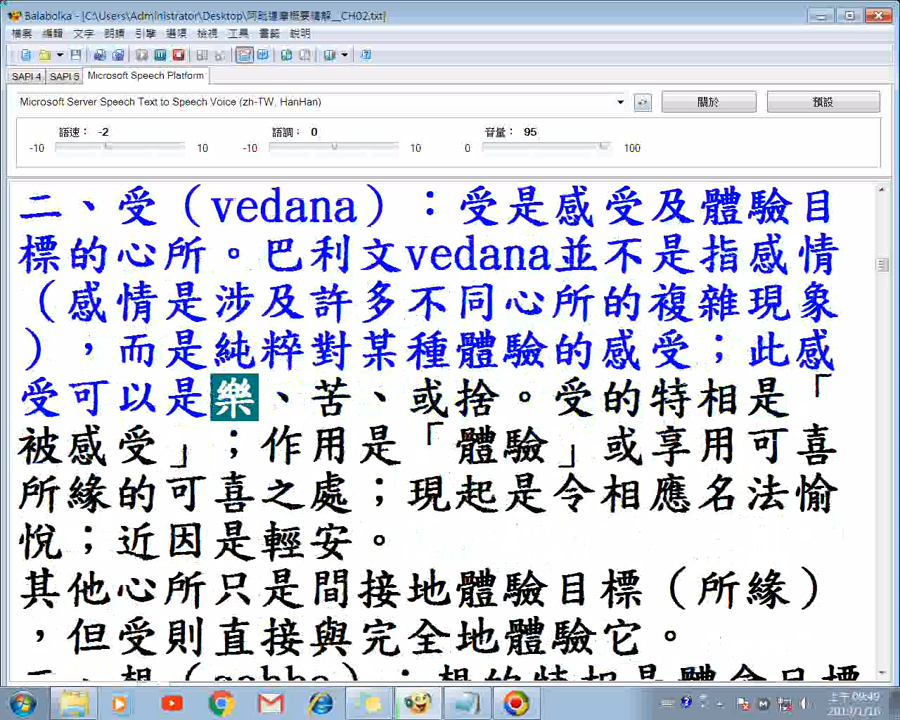 Balabolka - [C:\Users\Administrator\Desktop\阿毗達摩概要精解__CH02.txt]
檔案 編輯 文字 朗讀 引擎 選項 檢視 工具 書籤 說明
SAPI 4 SAPI 5 Microsoft Speech Platform
Microsoft Server Speech Text to Speech Voice (zh-TW, HanHan) 關於 預設
語速： -2 語調： 0 音量： 95
-10 10 -10 10 0 100
二、受（vedana）：受是感受及體驗目
標的心所。巴利文vedana並不是指感情
（感情是涉及許多不同心所的複雜現象
），而是純粹對某種體驗的感受；此感
受可以是樂、苦、或捨。受的特相是「
被感受」；作用是「體驗」或享用可喜
所緣的可喜之處；現起是令相應名法愉
悅；近因是輕安。
其他心所只是間接地體驗目標（所緣）
，但受則直接與完全地體驗它。
上午 09:49
2019/1/16